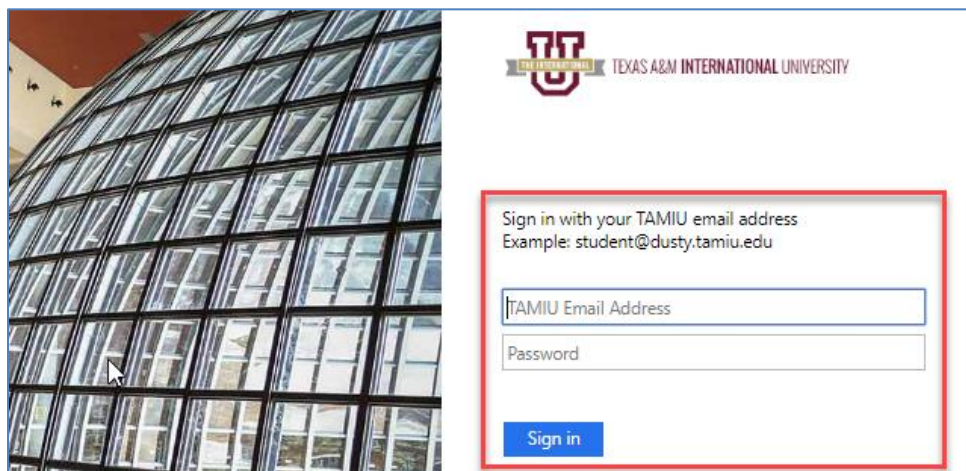 THE INTERNATIONAL
U
TEXAS A&M INTERNATIONAL UNIVERSITY
Sign in with your TAMIU email address
Example: student@dusty.tamiu.edu
TAMIU Email Address
Password
Sign in